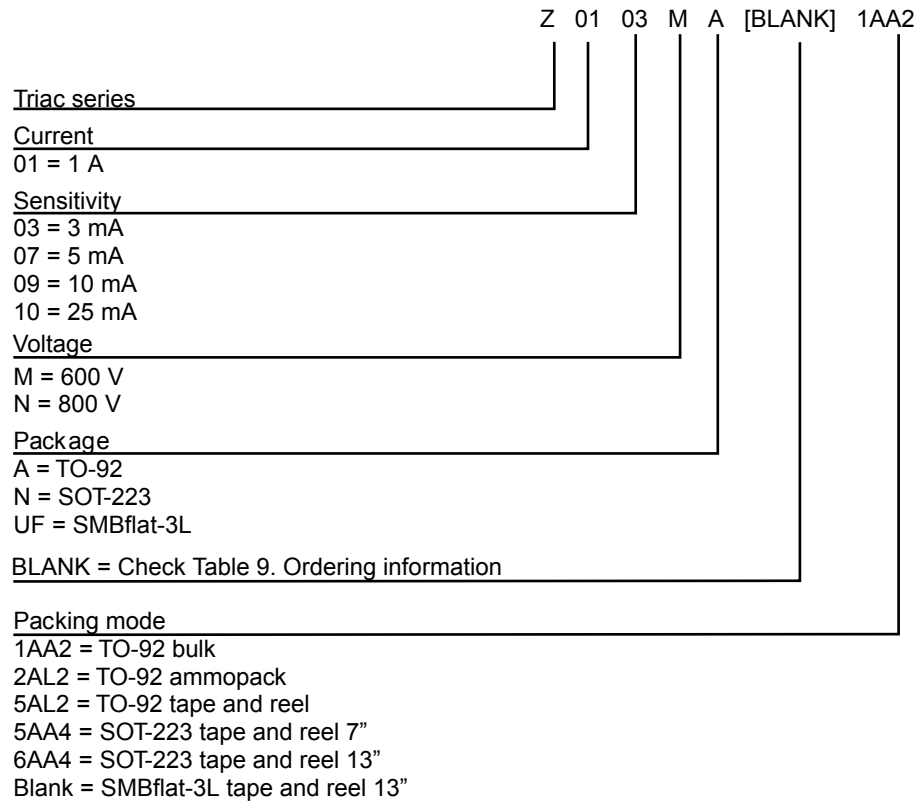 Z 01 03 M A [BLANK] 1AA2
Triac series
Current
01 = 1 A
Sensitivity
03 = 3 mA
07 = 5 mA
09 = 10 mA
10 = 25 mA
Voltage
M = 600 V
N = 800 V
Package
A = TO-92
N = SOT-223
UF = SMBflat-3L
BLANK = Check Table 9. Ordering information
Packing mode
1AA2 = TO-92 bulk
2AL2 = TO-92 ammopack
5AL2 = TO-92 tape and reel
5AA4 = SOT-223 tape and reel 7”
6AA4 = SOT-223 tape and reel 13”
Blank = SMBflat-3L tape and reel 13”